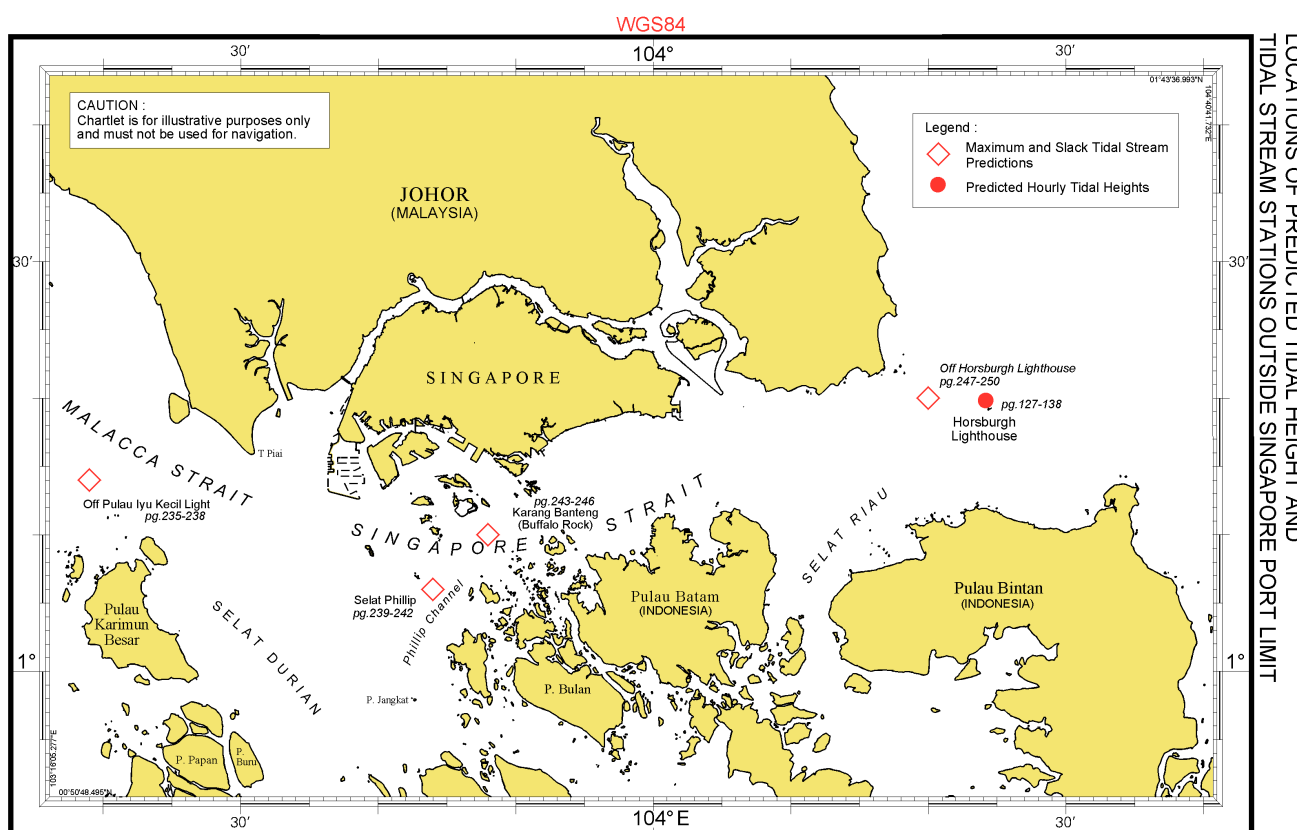 WGS84
30'
104°
30'
LOCATIONS OF PREDICTED TIDAL HEIGHT AND
TIDAL STREAM STATIONS OUTSIDE SINGAPORE PORT LIMIT
01°43'36.993"N
104°40'41.732"E
CAUTION :
Chartlet is for illustrative purposes only
and must not be used for navigation.
Legend :
Maximum and Slack Tidal Stream
Predictions
Predicted Hourly Tidal Heights
JOHOR
(MALAYSIA)
30'
30'
SINGAPORE
Off Horsburgh Lighthouse
pg.247-250
pg.127-138
Horsburgh
Lighthouse
MALACCA STRAIT
T Piai
Off Pulau Iyu Kecil Light
pg.235-238
pg.243-246
Karang Banteng
(Buffalo Rock)
SINGAPORE STRAIT
SELAT RIAU
Selat Phillip
pg.239-242
Phillip Channel
Pulau
Karimun
Besar
SELAT DURIAN
Pulau Batam
(INDONESIA)
Pulau Bintan
(INDONESIA)
1°
1°
P. Jangkat
P. Bulan
P. Papan
P.
Buru
103°16'05.277"E
00°50'48.495"N
30'
104°E
30'